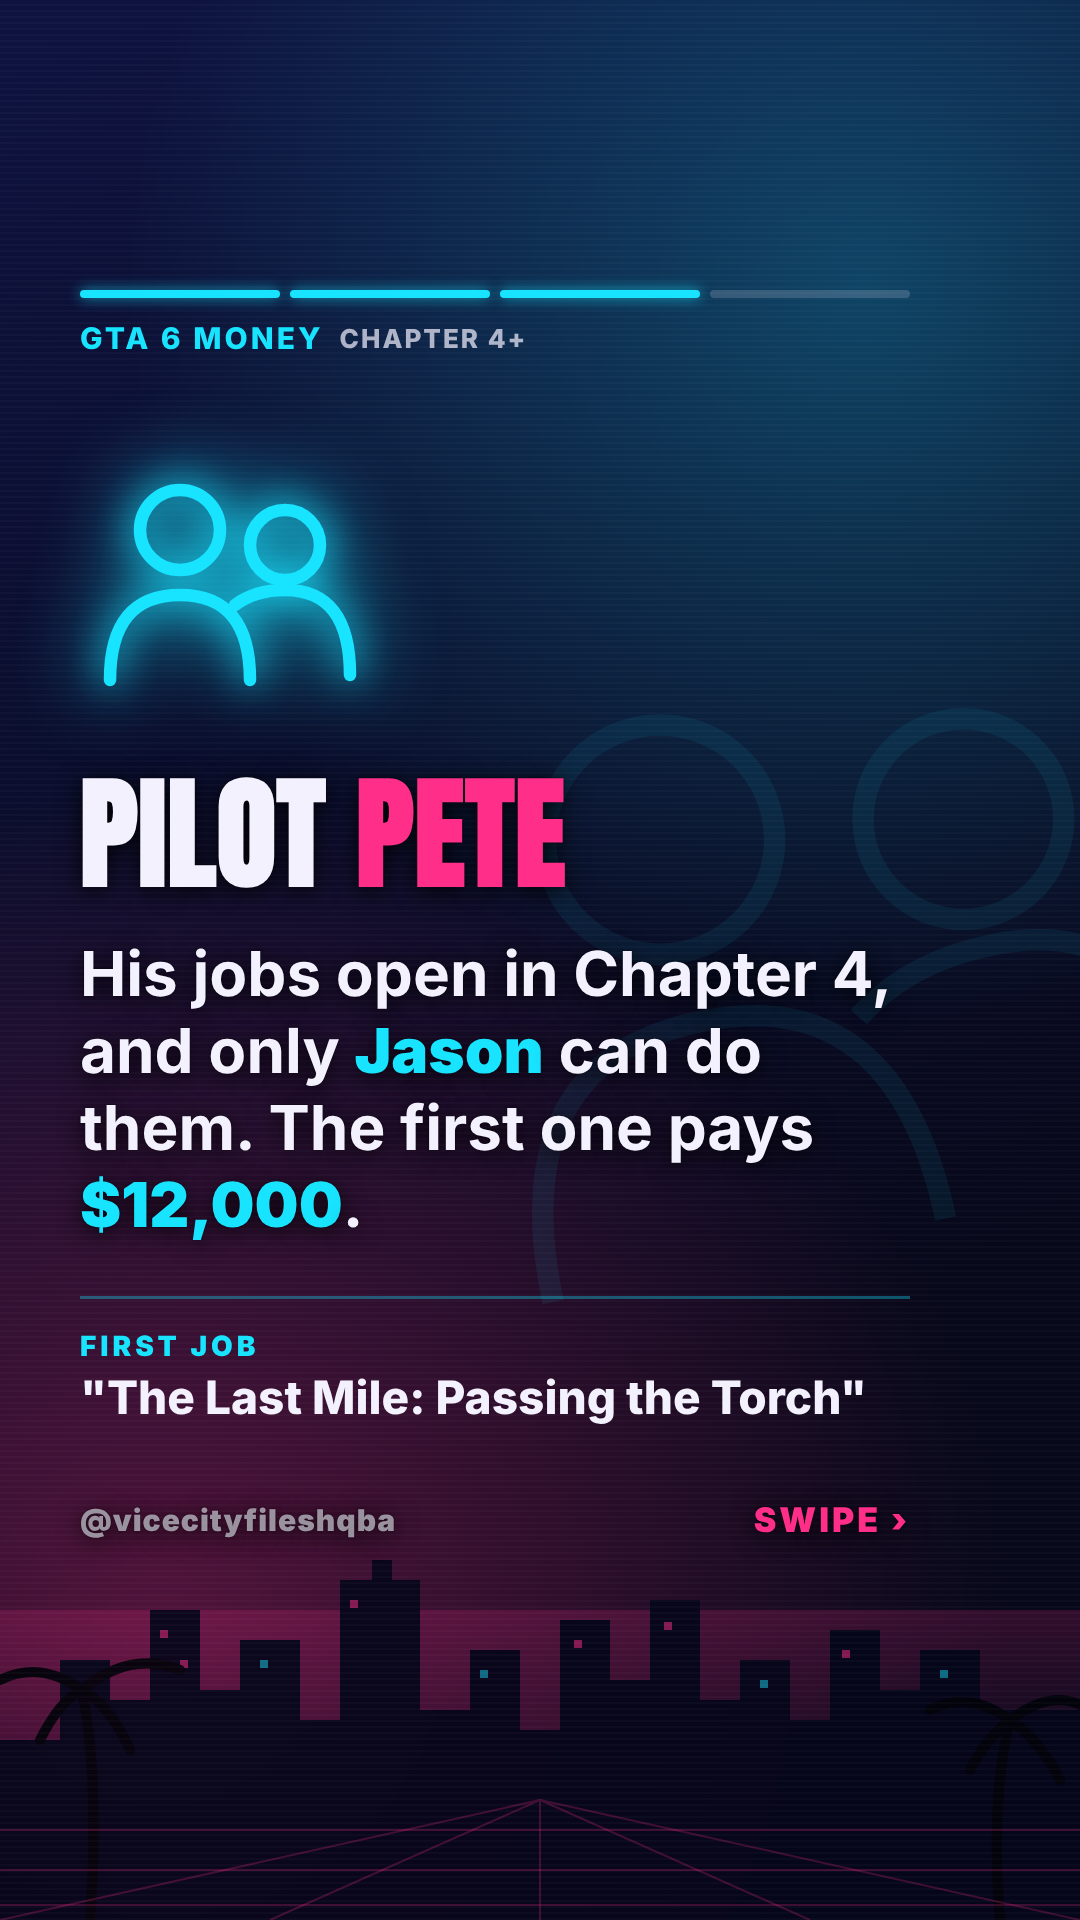 GTA 6 MONEY CHAPTER 4+
PILOT PETE
His jobs open in Chapter 4,
and only Jason can do
them. The first one pays
$12,000.
FIRST JOB
"The Last Mile: Passing the Torch"
@vicecityfileshqba SWIPE ›